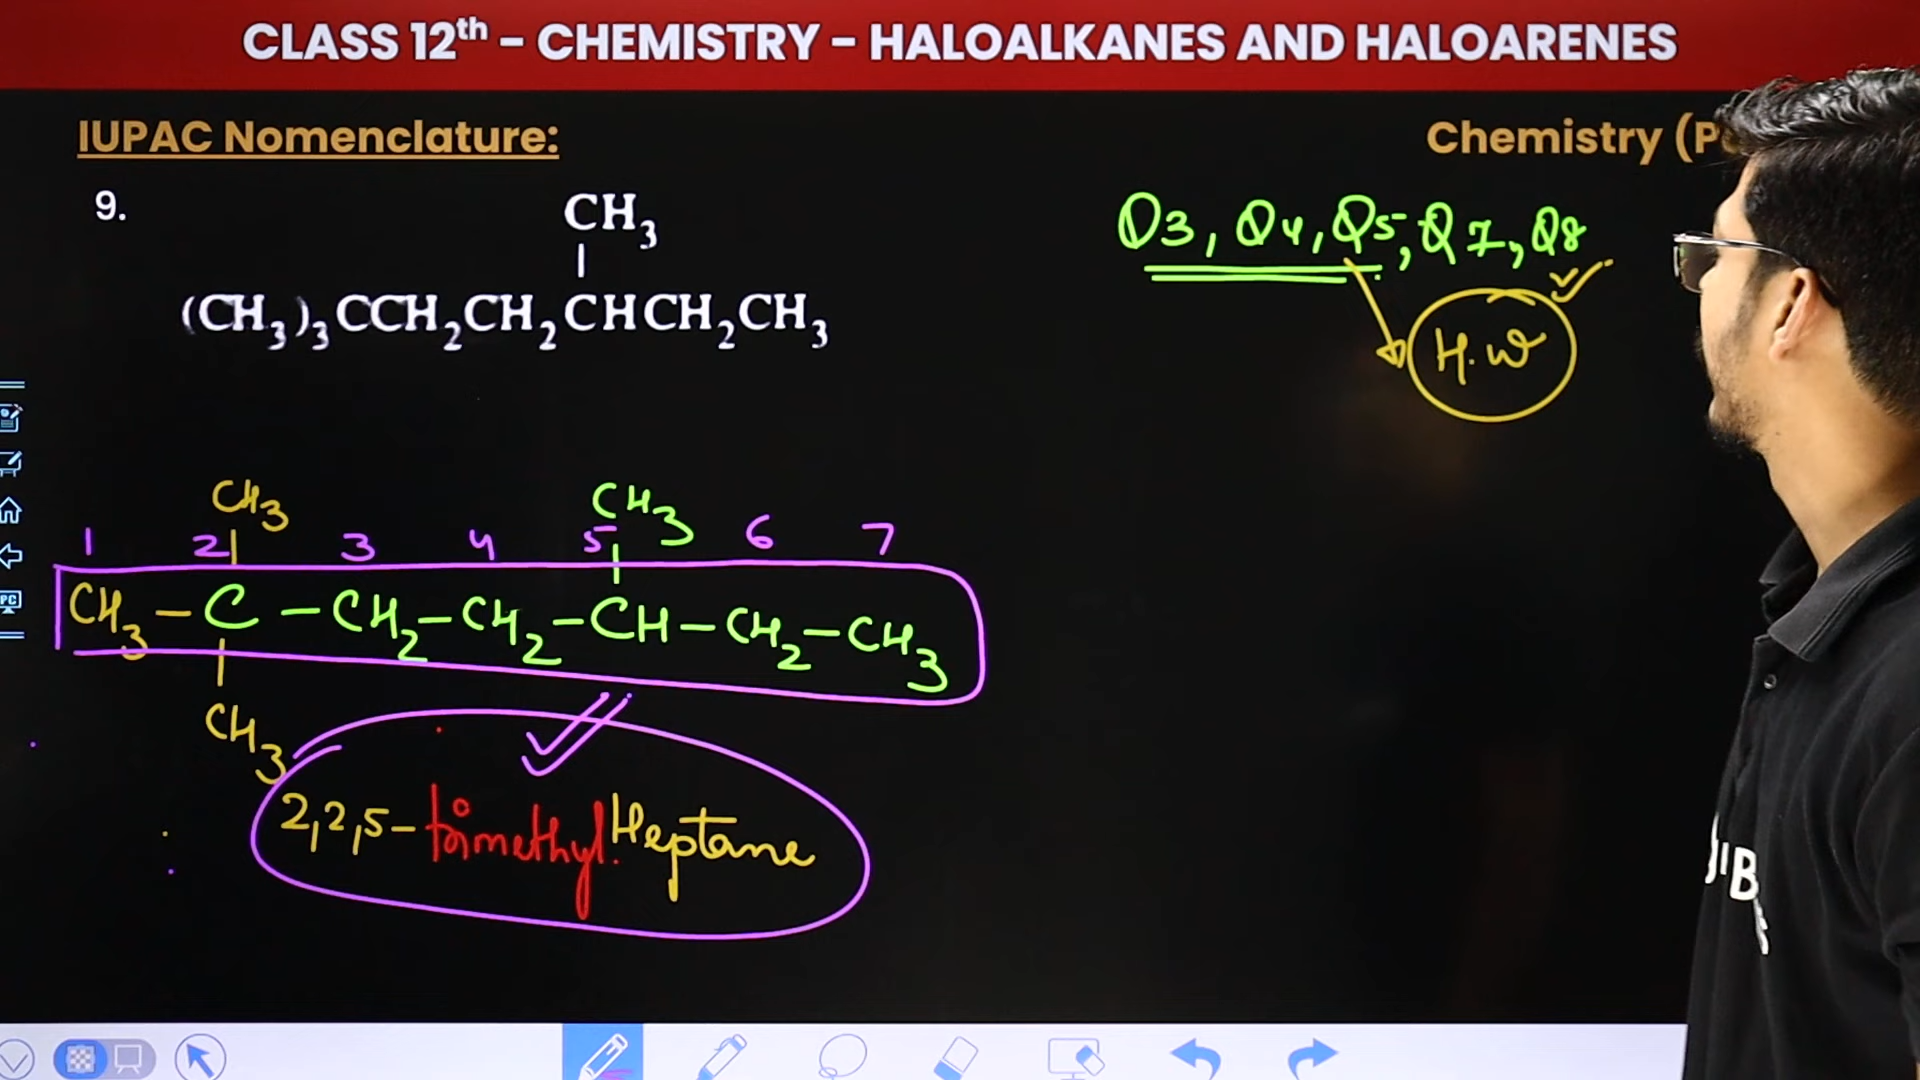 CLASS 12th - CHEMISTRY - HALOALKANES AND HALOARENES
IUPAC Nomenclature:
Chemistry (P
9.
CH3
(CH3)3CCH2CH2CHCH2CH3
Q3, Q4, Q5, Q7, Q8
H.W
CH3 CH3
1 2 3 4 5 6 7
CH3 – C – CH2 – CH2 – CH – CH2 – CH3
CH3
2,2,5-trimethyl Heptane
PC